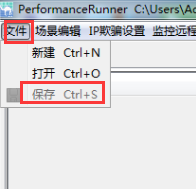 PerformanceRunner C:\Users\Ac
文件 场景编辑 IP欺骗设置 监控远程
新建 Ctrl+N
打开 Ctrl+O
保存 Ctrl+S